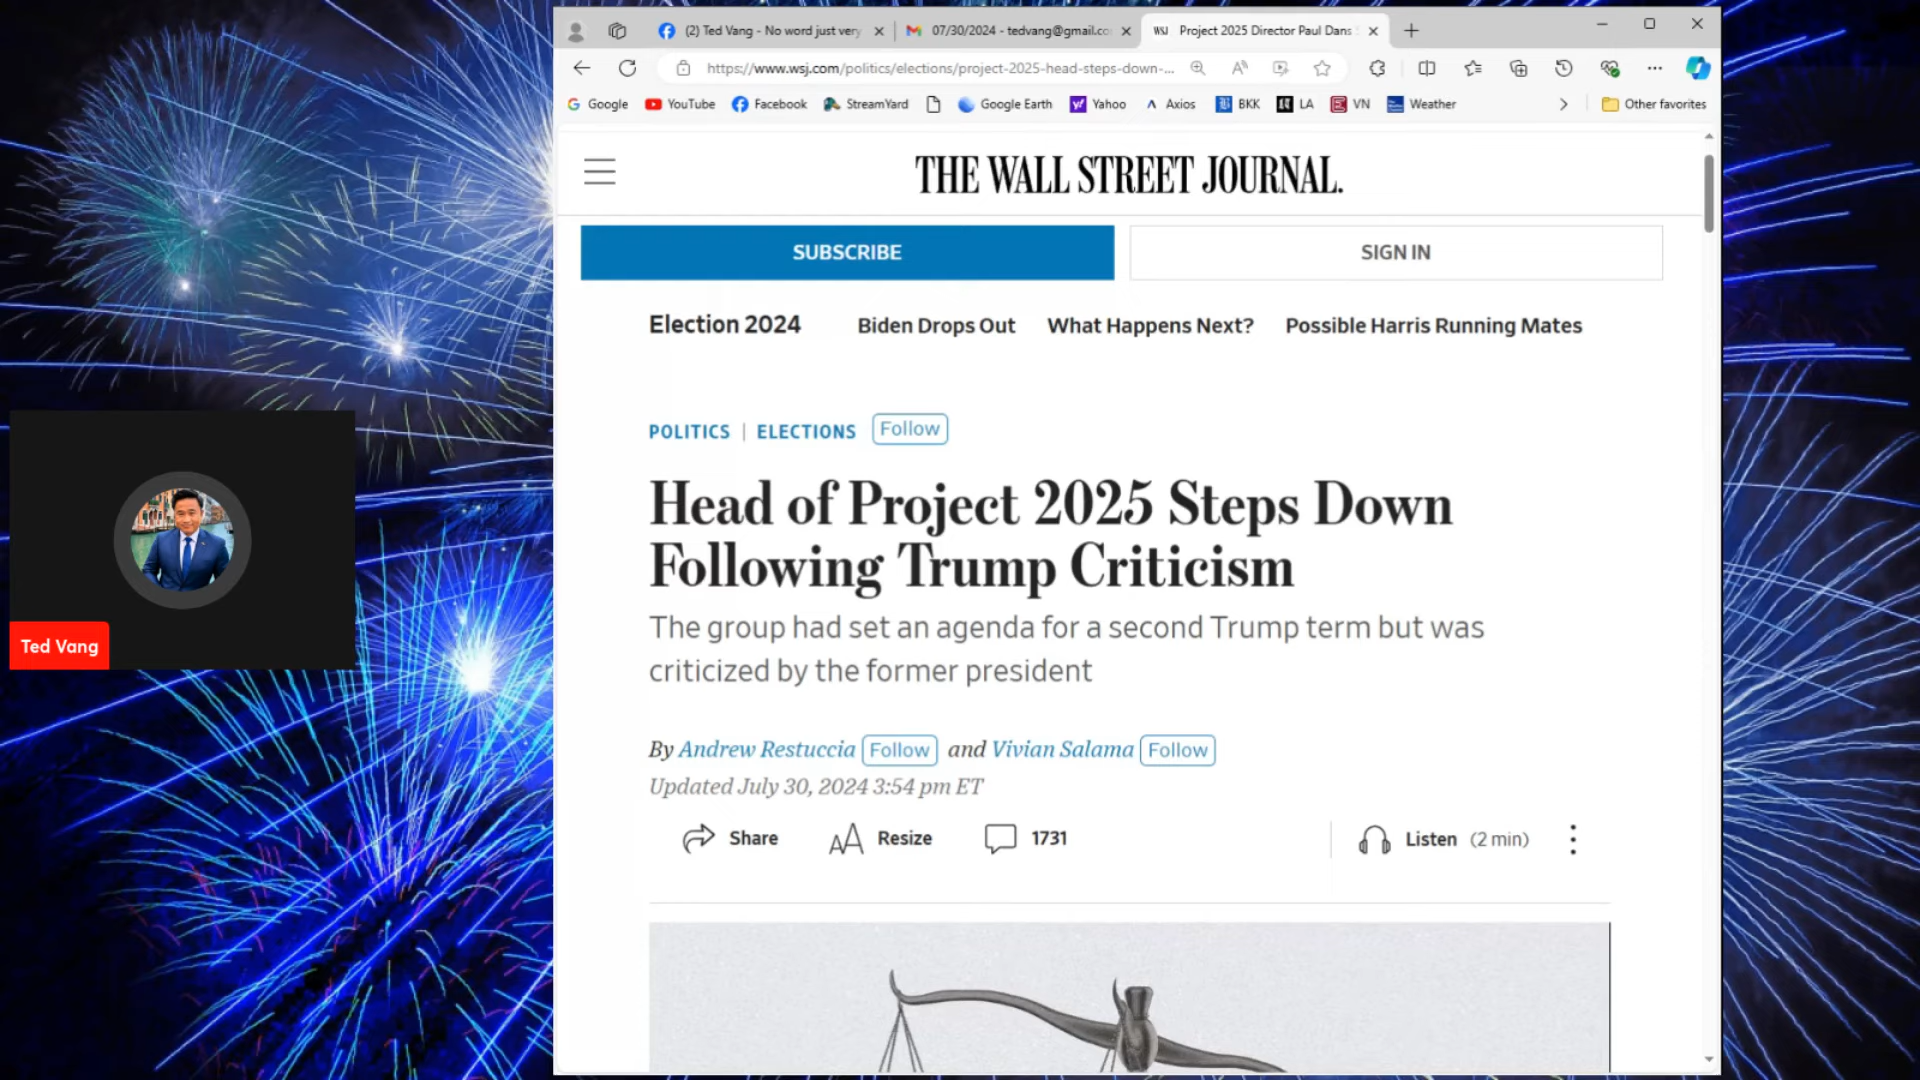 (2) Ted Vang - No word just very
07/30/2024 - tedvang@gmail.co
WSJ Project 2025 Director Paul Dans
https://www.wsj.com/politics/elections/project-2025-head-steps-down-...
Google YouTube Facebook StreamYard Google Earth Yahoo Axios BKK LA VN Weather Other favorites
THE WALL STREET JOURNAL.
SUBSCRIBE
SIGN IN
Election 2024 Biden Drops Out What Happens Next? Possible Harris Running Mates
POLITICS | ELECTIONS Follow
Head of Project 2025 Steps Down
Following Trump Criticism
The group had set an agenda for a second Trump term but was
criticized by the former president
By Andrew Restuccia Follow and Vivian Salama Follow
Updated July 30, 2024 3:54 pm ET
Share Resize 1731 Listen (2 min)
Ted Vang